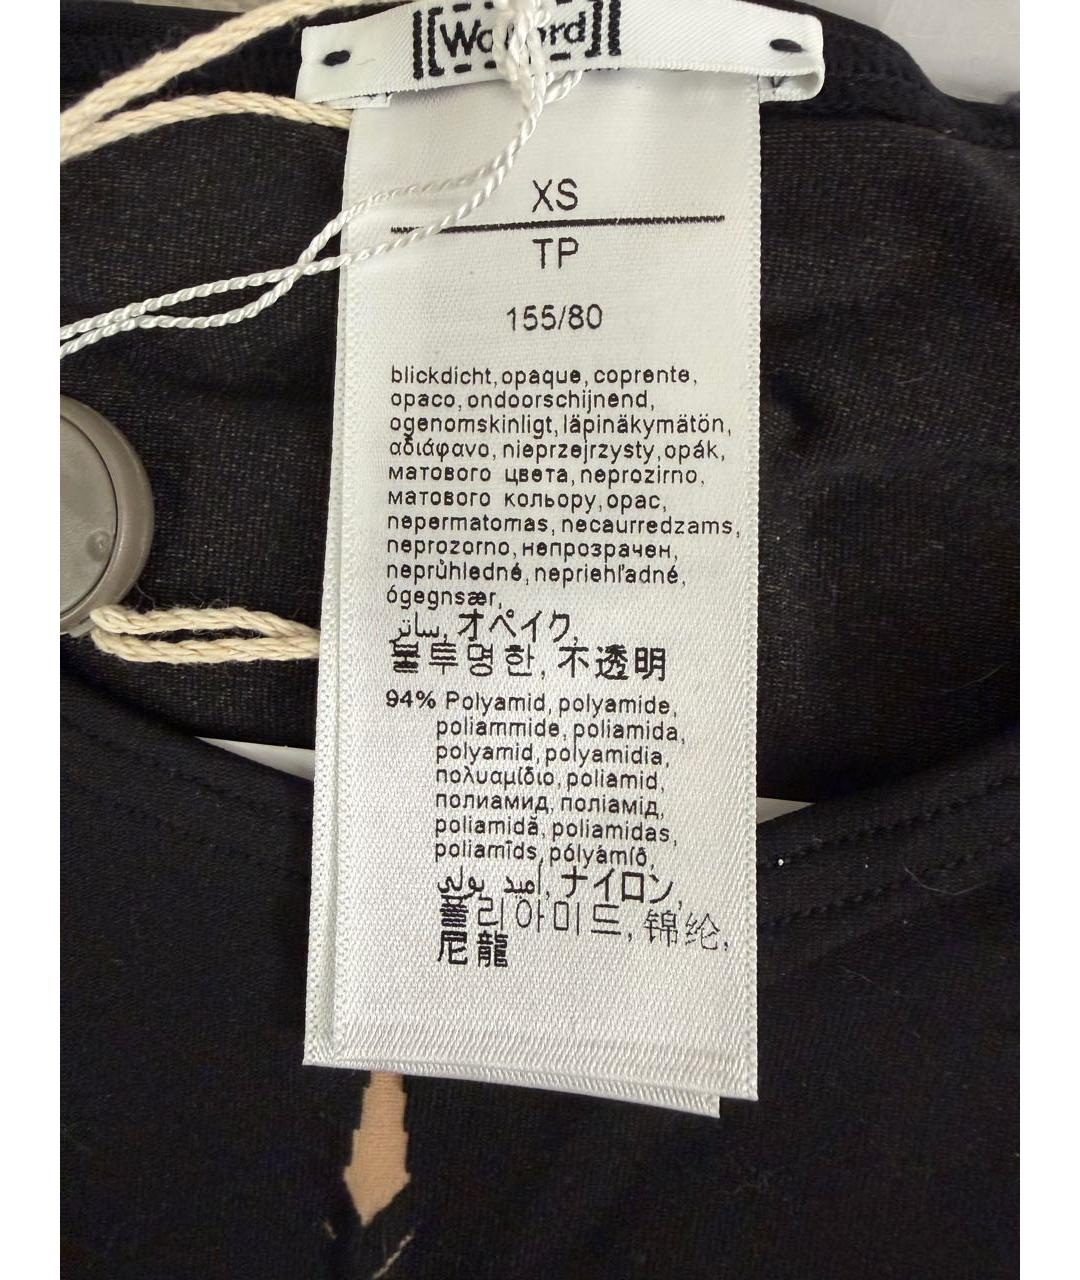 Wolford
XS
TP
155/80
blickdicht, opaque, coprente,
opaco, ondoorschijnend,
ogenomskinligt, läpinäkymätön,
αδιάφανο, nieprzejrzysty, opák,
матового цвета, neprozirno,
матового кольору, opac,
nepermatomas, necaurredzams,
neprozorno, непрозрачен,
neprůhledné, nepriehľadné,
ógegnsær,
ساتر, オペイク,
불투명한, 不透明
94% Polyamid, polyamide,
poliammide, poliamida,
polyamid, polyamidia,
πολυαμίδιο, poliamid,
полиамид, поліамід,
poliamidă, poliamidas,
poliamīds, pólýamíð,
بولي أميد, ナイロン,
폴리아미드, 锦纶,
尼龍